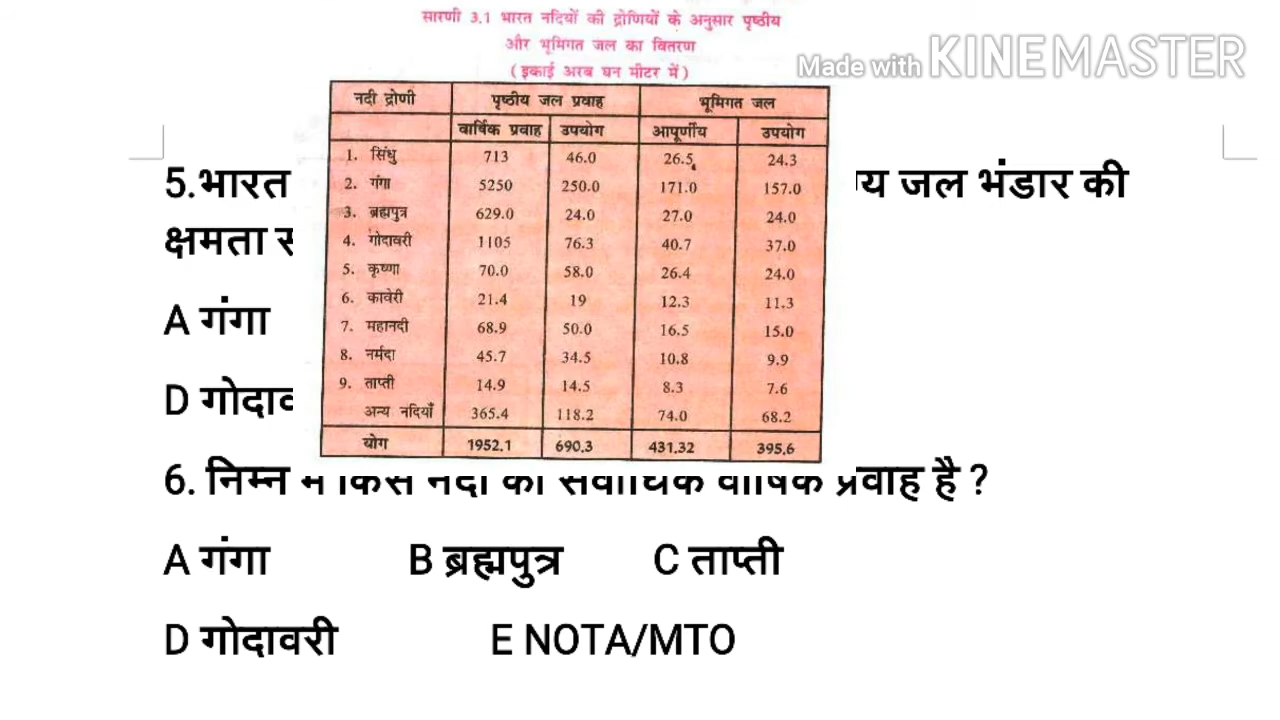 सारणी 3.1 भारत नदियों की द्रोणियों के अनुसार पृष्ठीय
और भूमिगत जल का वितरण
(इकाई अरब घन मीटर में)
Made with KINEMASTER
नदी द्रोणी पृष्ठीय जल प्रवाह भूमिगत जल
वार्षिक प्रवाह उपयोग आपूर्णीय उपयोग
1. सिंधु 713 46.0 26.5 24.3
2. गंगा 5250 250.0 171.0 157.0
3. ब्रह्मपुत्र 629.0 24.0 27.0 24.0
4. गोदावरी 1105 76.3 40.7 37.0
5. कृष्णा 70.0 58.0 26.4 24.0
6. कावेरी 21.4 19 12.3 11.3
7. महानदी 68.9 50.0 16.5 15.0
8. नर्मदा 45.7 34.5 10.8 9.9
9. ताप्ती 14.9 14.5 8.3 7.6
अन्य नदियाँ 365.4 118.2 74.0 68.2
योग 1952.1 690.3 431.32 395.6
5.भारत जल भंडार की
क्षमता
A गंगा
D
6. निम्न में किस नदी का सर्वाधिक वार्षिक प्रवाह है ?
A गंगा B ब्रह्मपुत्र C ताप्ती
D गोदावरी E NOTA/MTO